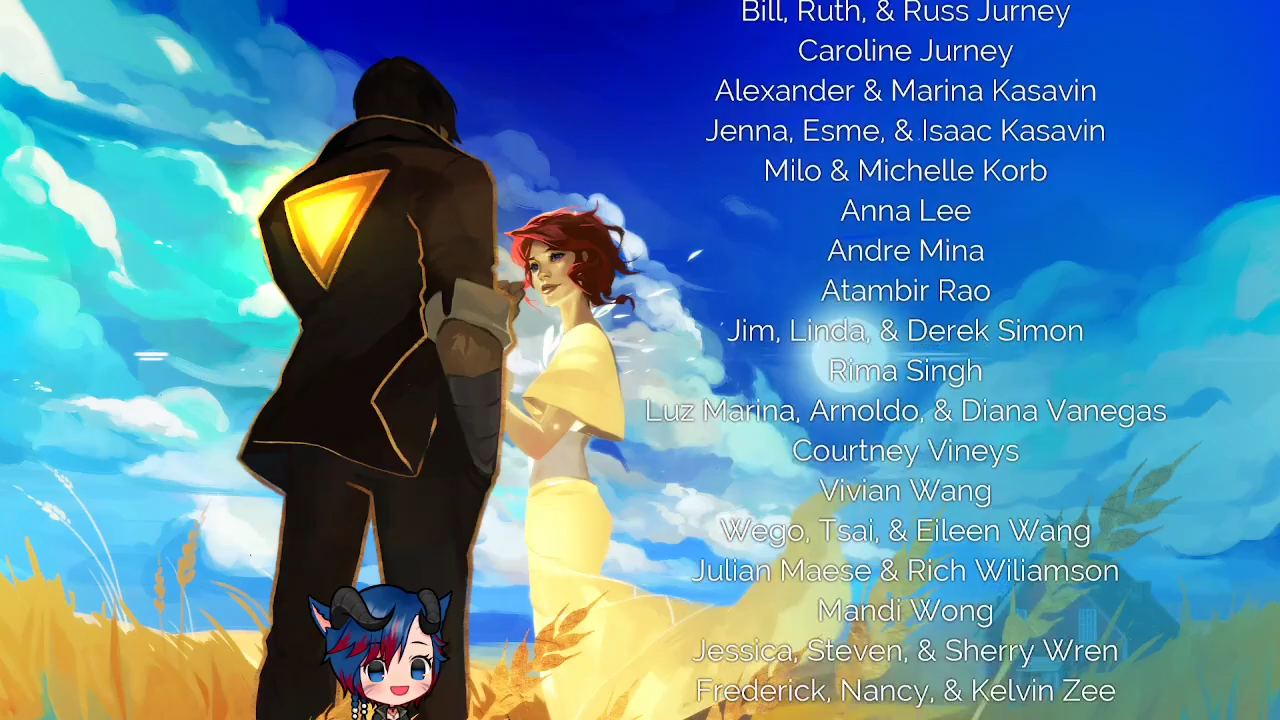 Bill, Ruth, & Russ Jurney
Caroline Jurney
Alexander & Marina Kasavin
Jenna, Esme, & Isaac Kasavin
Milo & Michelle Korb
Anna Lee
Andre Mina
Atambir Rao
Jim, Linda, & Derek Simon
Rima Singh
Luz Marina, Arnoldo, & Diana Vanegas
Courtney Vineys
Vivian Wang
Wego, Tsai, & Eileen Wang
Julian Maese & Rich Wiliamson
Mandi Wong
Jessica, Steven, & Sherry Wren
Frederick, Nancy, & Kelvin Zee